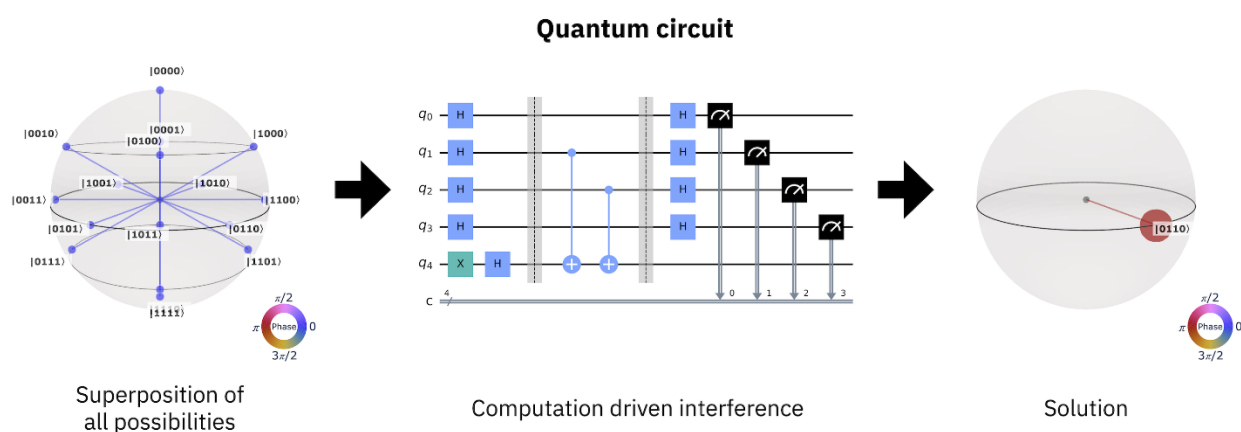 Quantum circuit
|0000⟩
|0010⟩
|0001⟩
|0100⟩
|1000⟩
|1001⟩
|1010⟩
|0011⟩
|1100⟩
|0101⟩
|1011⟩
|0110⟩
|0111⟩
|1101⟩
|1111⟩
π/2
π Phase 0
3π/2
Superposition of
all possibilities
q0 H H
q1 H H
q2 H H
q3 H H
q4 X H
c 4 0 1 2 3
Computation driven interference
|0110⟩
π/2
π Phase 0
3π/2
Solution